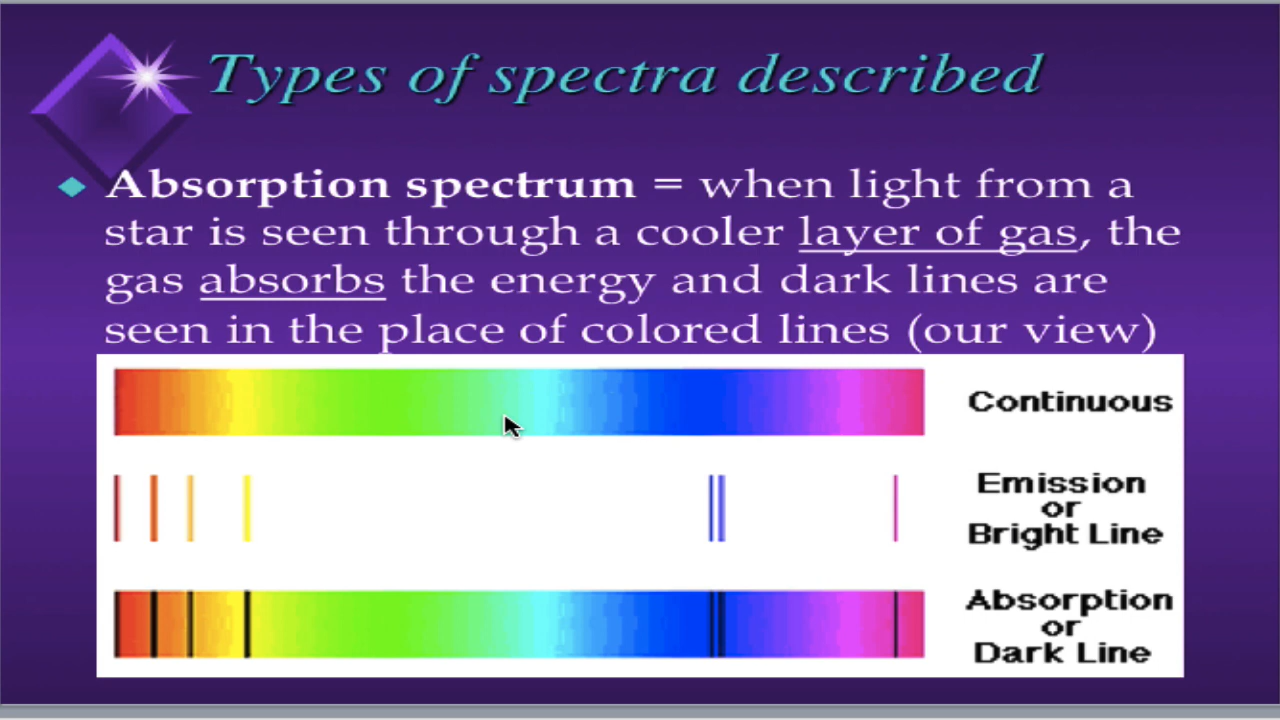 Types of spectra described
Absorption spectrum = when light from a
star is seen through a cooler layer of gas, the
gas absorbs the energy and dark lines are
seen in the place of colored lines (our view)
Continuous
Emission
or
Bright Line
Absorption
or
Dark Line